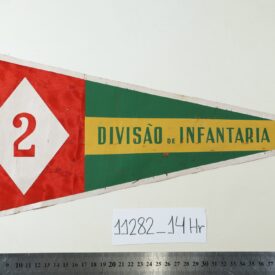 2
DIVISÃO DE INFANTARIA
11282_14Hr